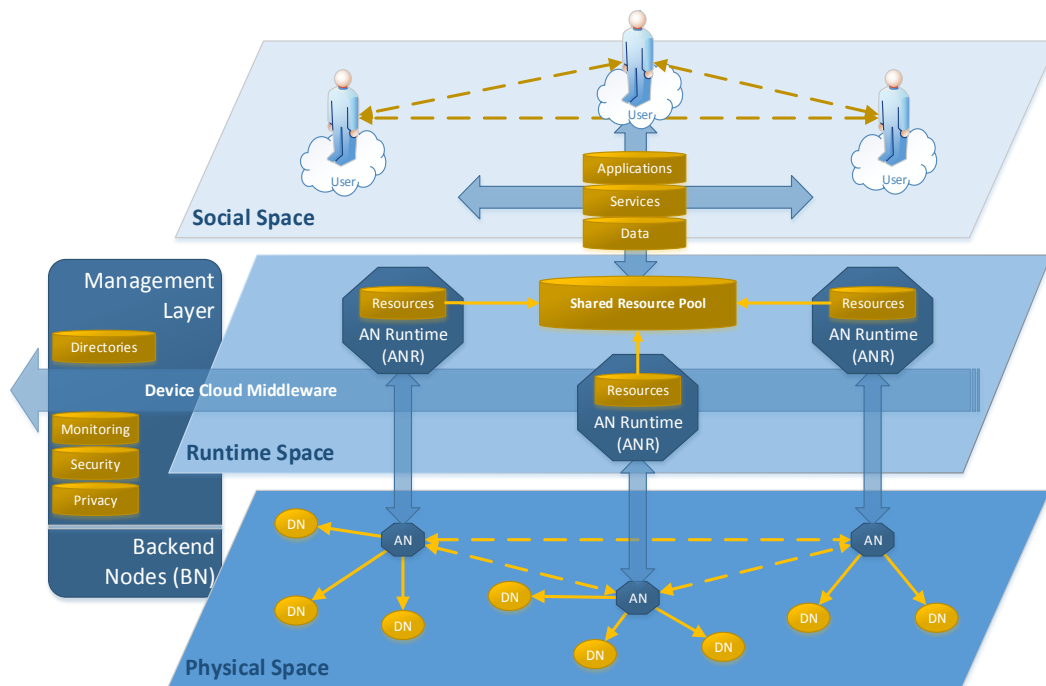 User
User
User
Applications
Services
Data
Social Space
Management
Layer
Directories
Resources
AN Runtime
(ANR)
Shared Resource Pool
Resources
AN Runtime
(ANR)
Device Cloud Middleware
Resources
AN Runtime
(ANR)
Monitoring
Security
Privacy
Runtime Space
Backend
Nodes (BN)
DN
AN
AN
DN
DN
DN
AN
DN
DN
DN
DN
DN
Physical Space